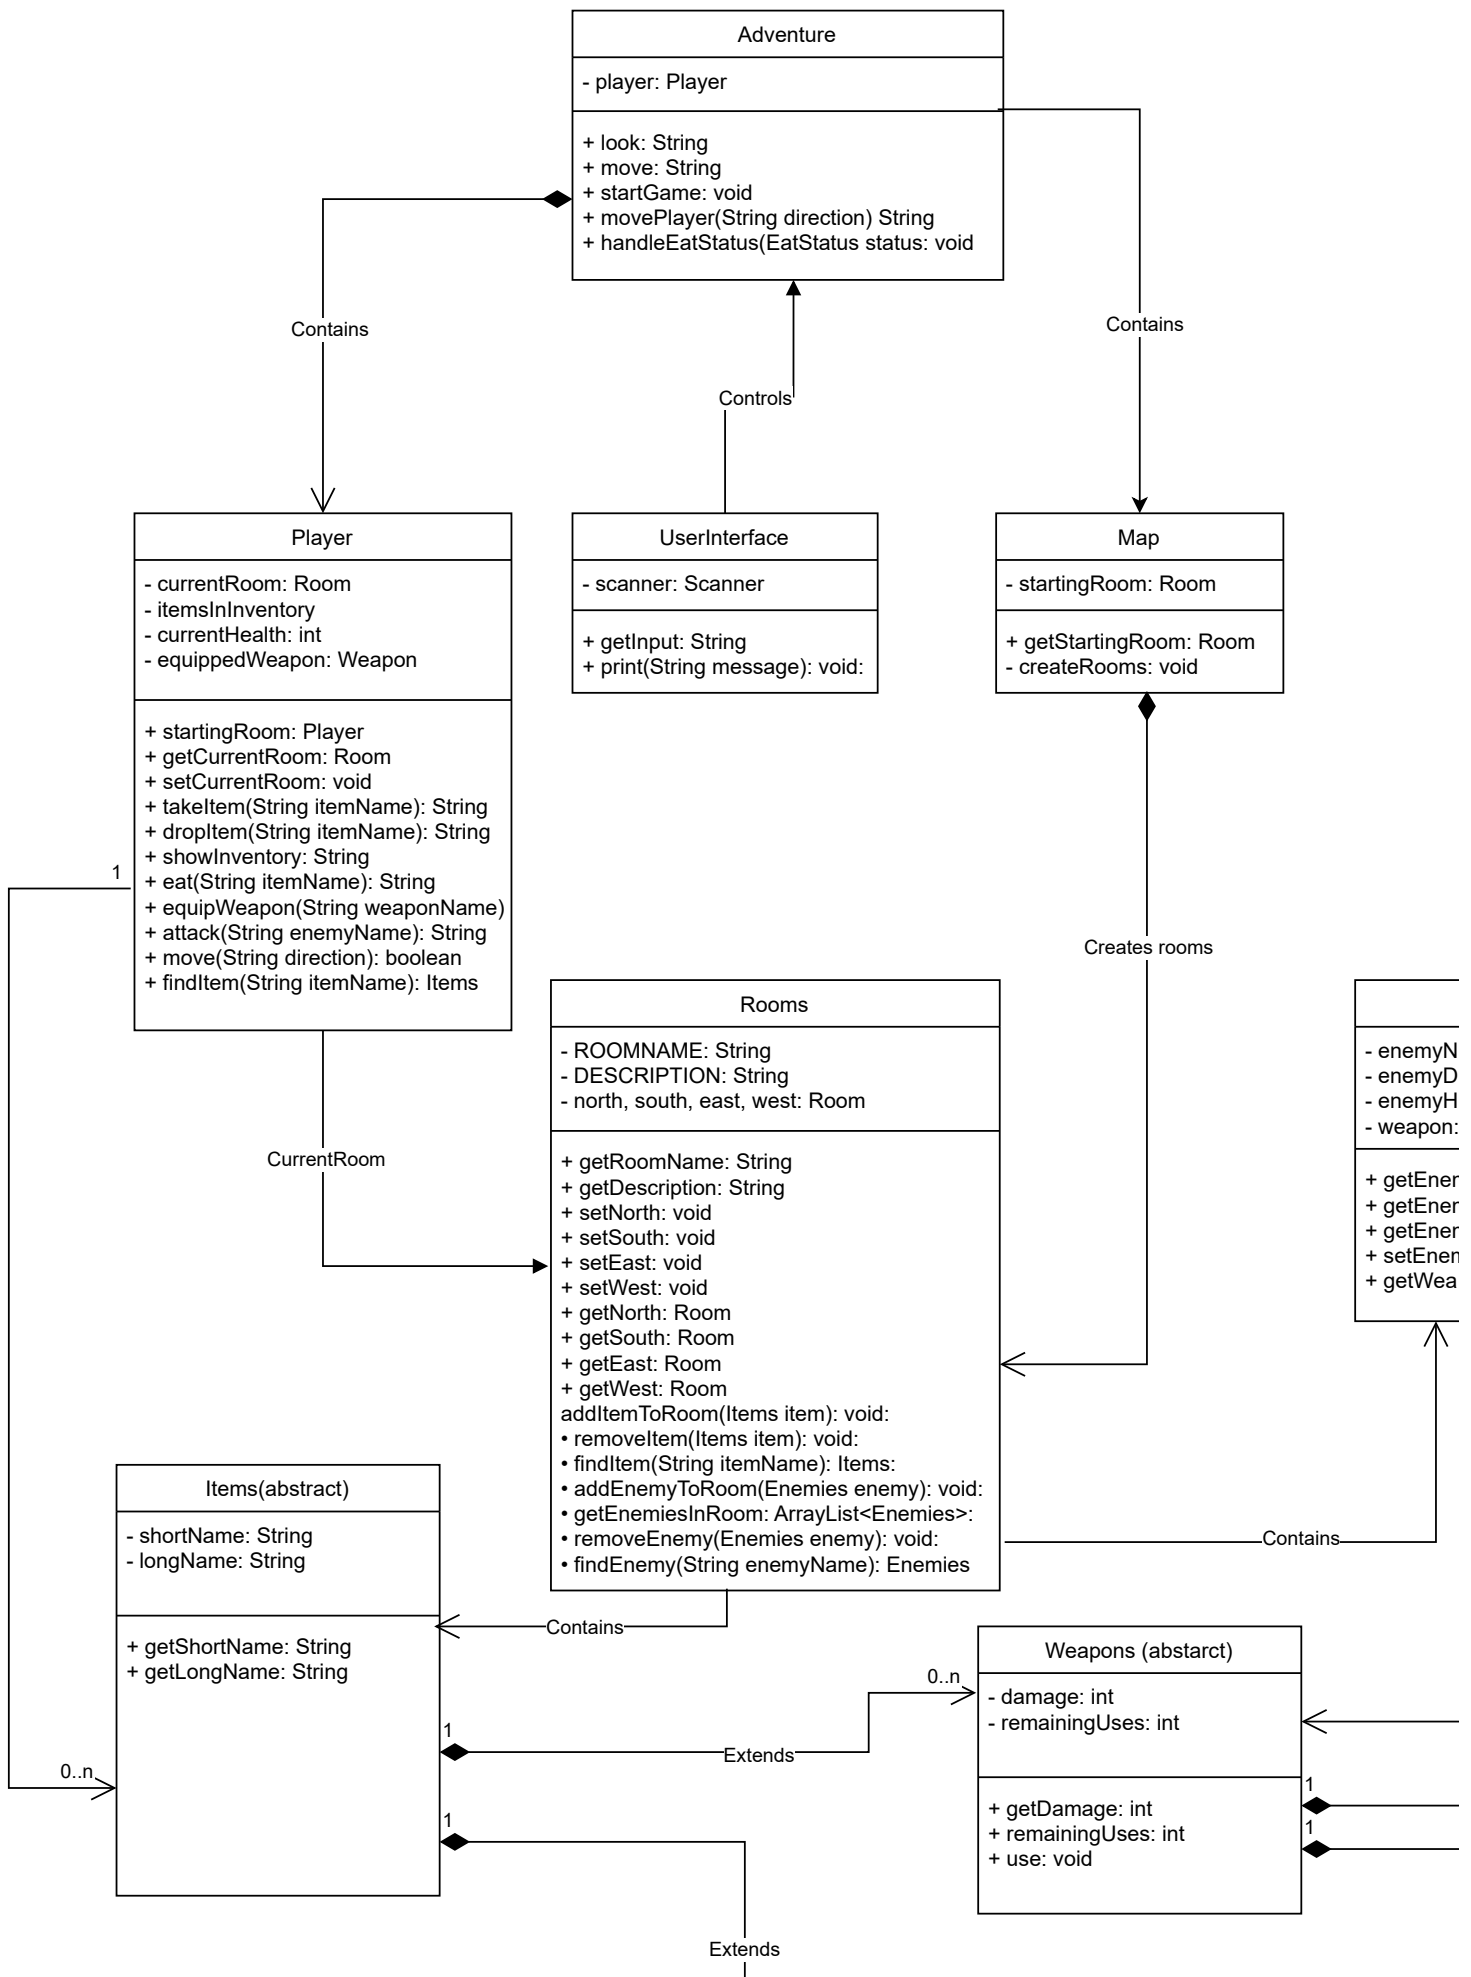 Adventure
- player: Player
+ look: String
+ move: String
+ startGame: void
+ movePlayer(String direction) String
+ handleEatStatus(EatStatus status: void
Contains
Contains
Controls
Player
- currentRoom: Room
- itemsInInventory
- currentHealth: int
- equippedWeapon: Weapon
+ startingRoom: Player
+ getCurrentRoom: Room
+ setCurrentRoom: void
+ takeItem(String itemName): String
+ dropItem(String itemName): String
+ showInventory: String
+ eat(String itemName): String
+ equipWeapon(String weaponName)
+ attack(String enemyName): String
+ move(String direction): boolean
+ findItem(String itemName): Items
UserInterface
- scanner: Scanner
+ getInput: String
+ print(String message): void:
Map
- startingRoom: Room
+ getStartingRoom: Room
- createRooms: void
1
Creates rooms
CurrentRoom
Rooms
- ROOMNAME: String
- DESCRIPTION: String
- north, south, east, west: Room
+ getRoomName: String
+ getDescription: String
+ setNorth: void
+ setSouth: void
+ setEast: void
+ setWest: void
+ getNorth: Room
+ getSouth: Room
+ getEast: Room
+ getWest: Room
addItemToRoom(Items item): void:
• removeItem(Items item): void:
• findItem(String itemName): Items:
• addEnemyToRoom(Enemies enemy): void:
• getEnemiesInRoom: ArrayList<Enemies>:
• removeEnemy(Enemies enemy): void:
• findEnemy(String enemyName): Enemies
- enemyN
- enemyD
- enemyH
- weapon:
+ getEnen
+ getEnen
+ getEnen
+ setEnem
+ getWea
Contains
Items(abstract)
- shortName: String
- longName: String
+ getShortName: String
+ getLongName: String
Contains
0..n
1
Extends
0..n
1
Extends
Weapons (abstarct)
- damage: int
- remainingUses: int
+ getDamage: int
+ remainingUses: int
+ use: void
1
1